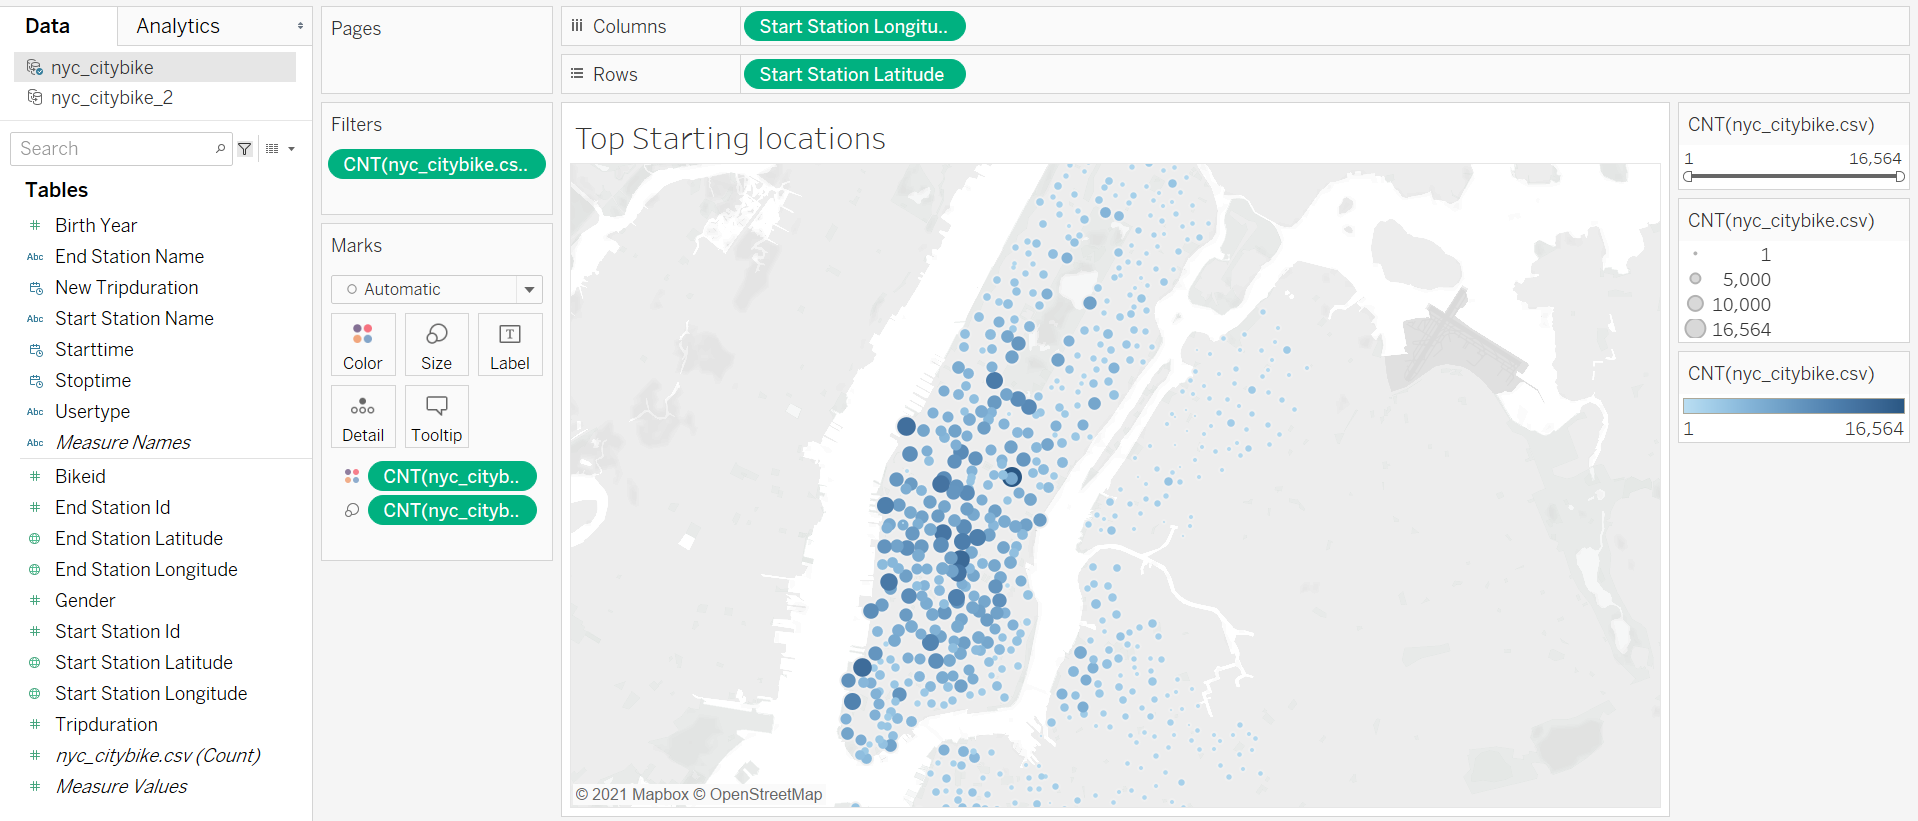 Data
Analytics
nyc_citybike
nyc_citybike_2
Search
Tables
# Birth Year
Abc End Station Name
New Tripduration
Abc Start Station Name
Starttime
Stoptime
Abc Usertype
Abc Measure Names
# Bikeid
# End Station Id
End Station Latitude
End Station Longitude
# Gender
# Start Station Id
Start Station Latitude
Start Station Longitude
# Tripduration
# nyc_citybike.csv (Count)
# Measure Values
Pages
Filters
CNT(nyc_citybike.cs..
Marks
Automatic
Color
Size
T
Label
Detail
Tooltip
CNT(nyc_cityb..
CNT(nyc_cityb..
Columns
Start Station Longitu..
Rows
Start Station Latitude
Top Starting locations
© 2021 Mapbox © OpenStreetMap
CNT(nyc_citybike.csv)
1 16,564
CNT(nyc_citybike.csv)
1
5,000
10,000
16,564
CNT(nyc_citybike.csv)
1 16,564